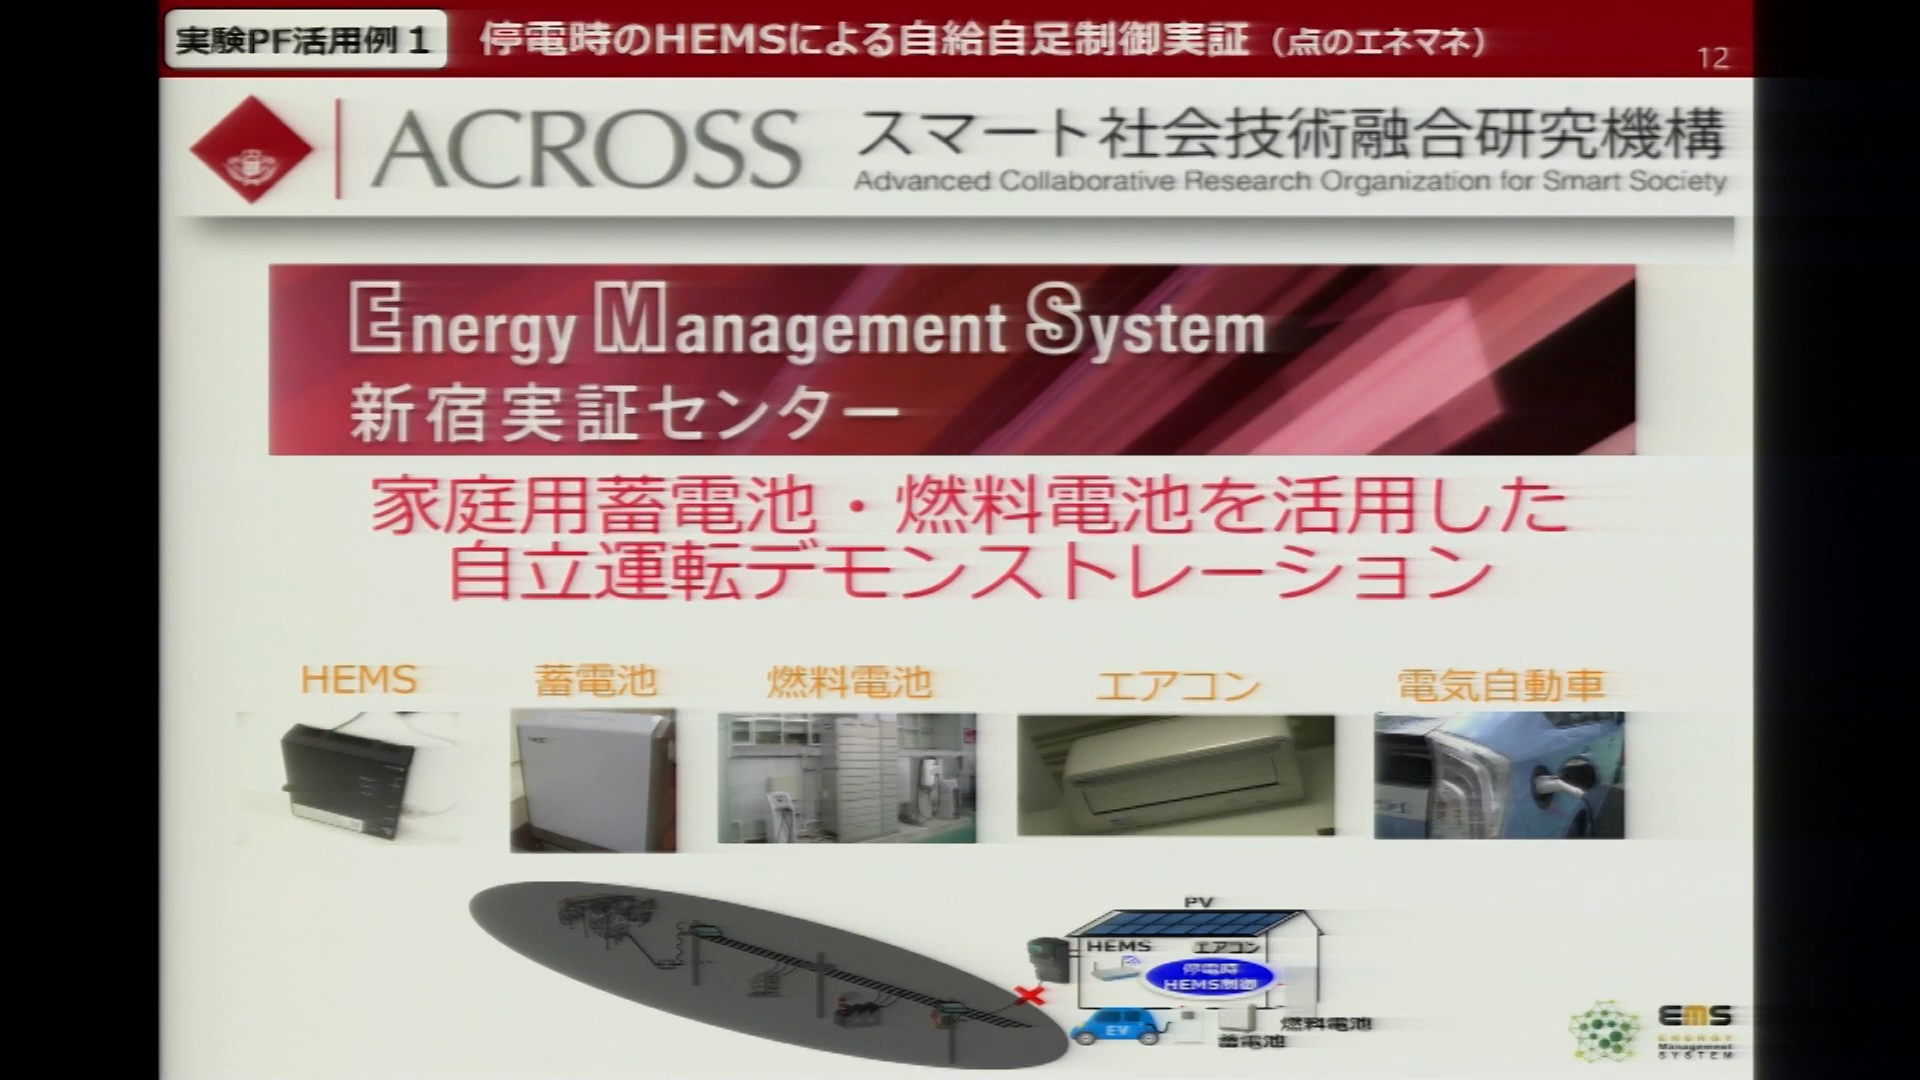 実験PF活用例1
停電時のHEMSによる自給自足制御実証（点のエネマネ）
12
ACROSS
スマート社会技術融合研究機構
Advanced Collaborative Research Organization for Smart Society
Energy Management System
新宿実証センター
家庭用蓄電池・燃料電池を活用した
自立運転デモンストレーション
HEMS
蓄電池
燃料電池
エアコン
電気自動車
NEC
PV
HEMS
エアコン
停電時
HEMS制御
EV
燃料電池
蓄電池
EMS
ENERGY
Management
SYSTEM